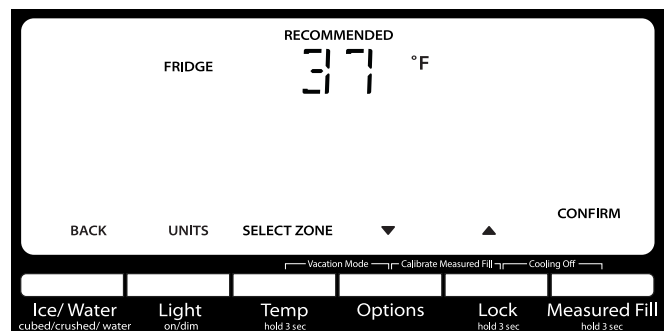 RECOMMENDED
FRIDGE 37 °F
CONFIRM
BACK UNITS SELECT ZONE ▼ ▲
Vacation Mode Calibrate Measured Fill Cooling Off
Ice/ Water Light Temp Options Lock Measured Fill
cubed/crushed/ water on/dim hold 3 sec hold 3 sec hold 3 sec